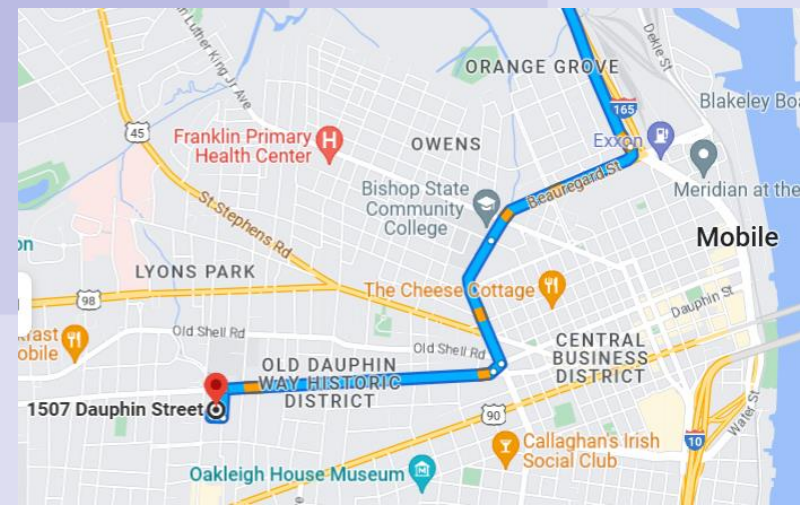 ORANGE GROVE
Dekle St
n Luther King Jr Ave
45
165
Blakeley Boa
Franklin Primary
Health Center
H
OWENS
Exxon
Beauregard St
Bishop State
Community
College
Meridian at the
St Stephens Rd
Mobile
on
LYONS PARK
98
The Cheese Cottage
Dauphin St
kfast
obile
Old Shell Rd
Old Shell Rd
CENTRAL
BUSINESS
DISTRICT
OLD DAUPHIN
WAY HISTORIC
DISTRICT
1507 Dauphin Street
90
Water St
10
Callaghan's Irish
Social Club
Oakleigh House Museum